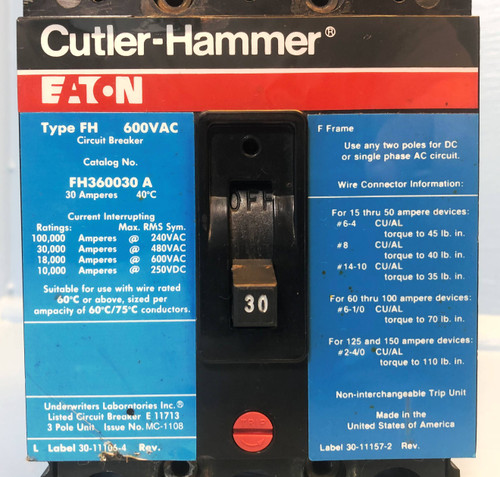 Cutler-Hammer®
EATON
Type FH 600VAC
Circuit Breaker
Catalog No.
FH360030 A
30 Amperes 40°C
Current Interrupting
Ratings: Max. RMS Sym.
100,000 Amperes @ 240VAC
30,000 Amperes @ 480VAC
18,000 Amperes @ 600VAC
10,000 Amperes @ 250VDC
Suitable for use with wire rated
60°C or above, sized per
ampacity of 60°C/75°C conductors.
Underwriters Laboratories Inc.®
Listed Circuit Breaker E 11713
3 Pole Unit Issue No. MC-1108
L Label 30-11106-4 Rev.
OFF
30
F Frame
Use any two poles for DC
or single phase AC circuit.
Wire Connector Information:
For 15 thru 50 ampere devices:
#6-4 CU/AL
torque to 45 lb. in.
#8 CU/AL
torque to 40 lb. in.
#14-10 CU/AL
torque to 35 lb. in.
For 60 thru 100 ampere devices:
#6-1/0 CU/AL
torque to 70 lb. in.
For 125 and 150 ampere devices:
#2-4/0 CU/AL
torque to 110 lb. in.
Non-interchangeable Trip Unit
Made in the
United States of America
Label 30-11157-2 Rev.